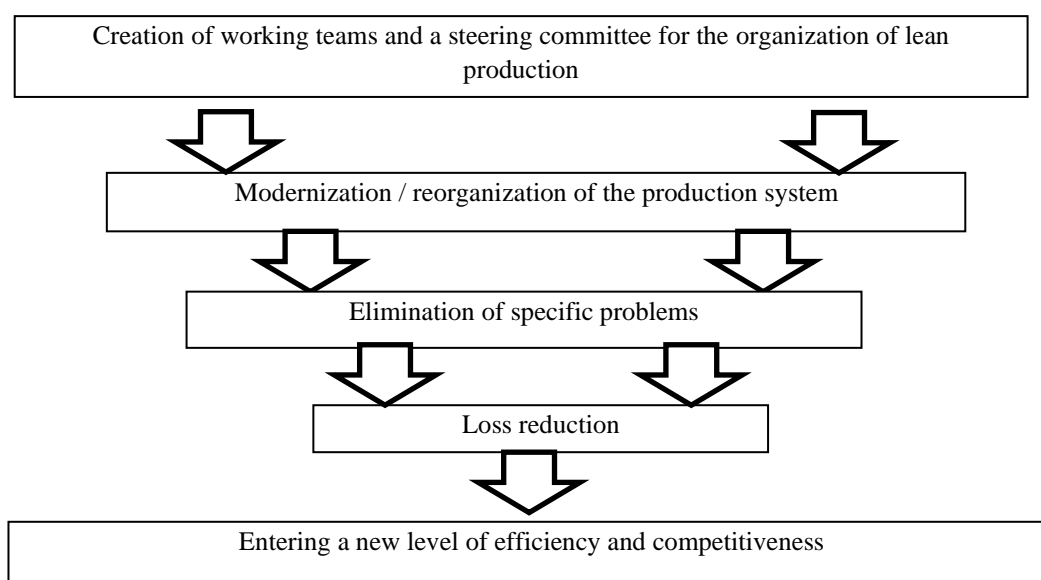 Creation of working teams and a steering committee for the organization of lean
production
Modernization / reorganization of the production system
Elimination of specific problems
Loss reduction
Entering a new level of efficiency and competitiveness